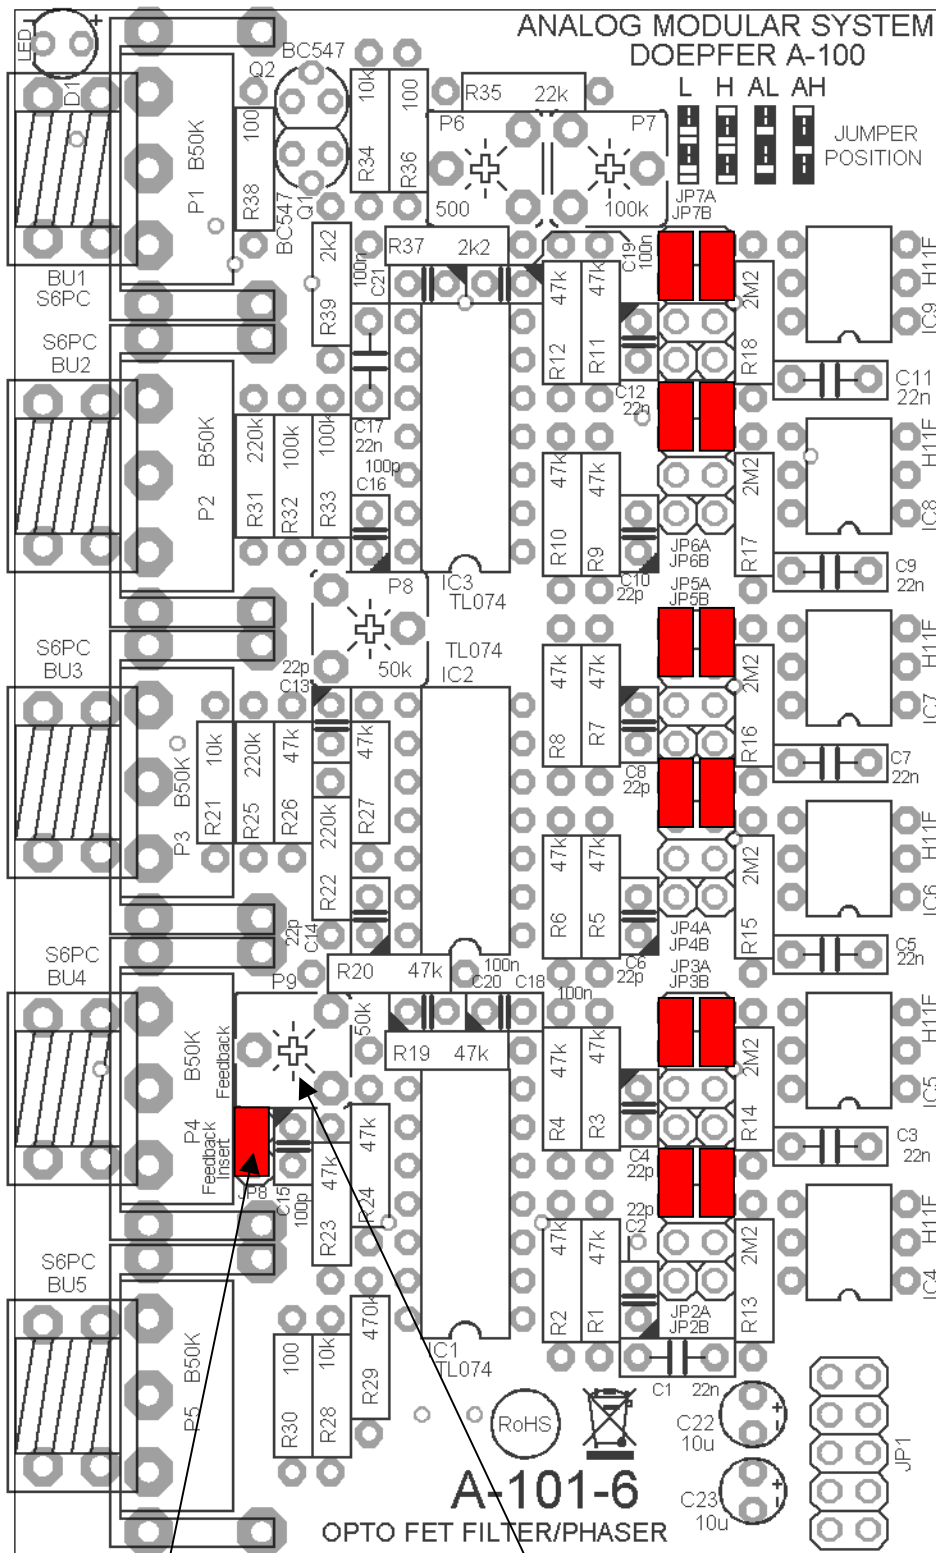 ANALOG MODULAR SYSTEM
DOEPFER A-100
L H AL AH
JUMPER
POSITION
LED
+
D1
Q2
BC547
BC547
Q1
10k
R34
100
R36
R35 22k
P6
500
P7
100k
P1
B50K
100
R38
BU1
S6PC
2k2
R39
100n
C21
R37 2k2
C19
100n
47k
R12
47k
R11
JP7A
JP7B
2M2
R18
H11F
IC9
C11
22n
C12
22n
S6PC
BU2
P2
B50K
220k
R31
100k
R32
100k
R33
C17
22n
100p
C16
47k
R10
47k
R9
2M2
R17
H11F
IC8
C9
22n
IC3
TL074
C10
22p
JP6A
JP6B
JP5A
JP5B
P8
50k
TL074
IC2
S6PC
BU3
22p
C13
P3
B50K
10k
R21
220k
R25
47k
R26
220k
R22
47k
R27
47k
R8
47k
R7
2M2
R16
H11F
IC7
C7
22n
C8
22p
47k
R6
47k
R5
2M2
R15
H11F
IC6
C5
22n
22p
C14
C6
22p
JP4A
JP4B
JP3A
JP3B
S6PC
BU4
R20 47k
100n
C20 C18
100n
P9
50k
R19 47k
P4
B50K
Feedback
Feedback
Insert
JP8
C15
100p
47k
R23
47k
R24
47k
R4
47k
R3
2M2
R14
H11F
IC5
C3
22n
C4
22p
22p
C2
S6PC
BU5
P5
B50K
100
R30
10k
R28
470k
R29
IC1
TL074
47k
R2
47k
R1
2M2
R13
H11F
IC4
JP2A
JP2B
C1 22n
RoHS
C22
10u
+
C23
10u
+
JP1
A-101-6
OPTO FET FILTER/PHASER